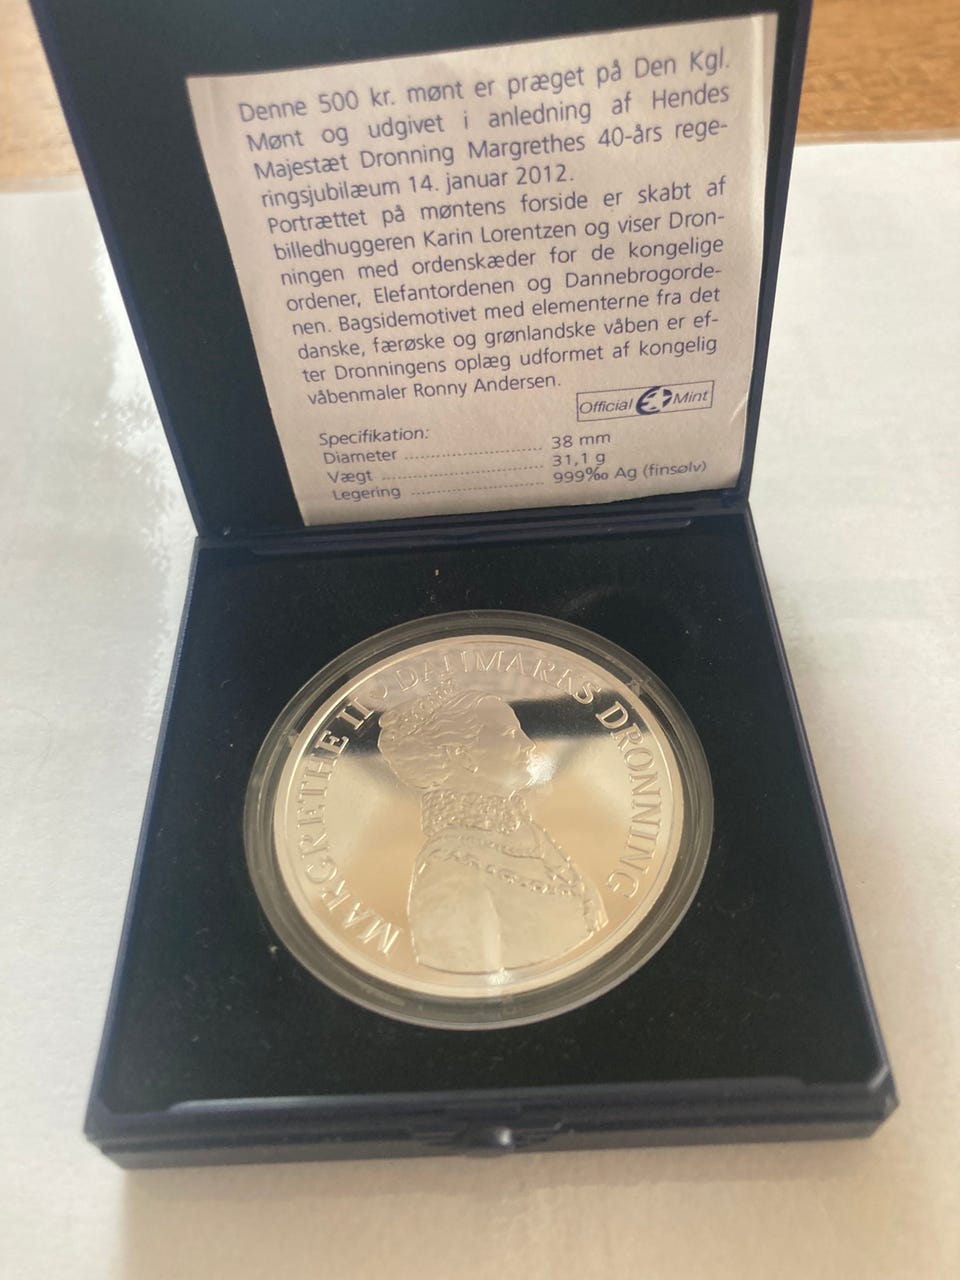 Denne 500 kr. mønt er præget på Den Kgl.
Mønt og udgivet i anledning af Hendes
Majestæt Dronning Margrethes 40-års rege-
ringsjubilæum 14. januar 2012.
Portrættet på møntens forside er skabt af
billedhuggeren Karin Lorentzen og viser Dron-
ningen med ordenskæder for de kongelige
ordener, Elefantordenen og Dannebrogorde-
nen. Bagsidemotivet med elementerne fra det
danske, færøske og grønlandske våben er ef-
ter Dronningens oplæg udformet af kongelig
våbenmaler Ronny Andersen.
Official Mint
Specifikation:
Diameter ........................ 38 mm
Vægt ............................. 31,1 g
Legering ........................ 999‰ Ag (finsølv)
MARGRETHE II DANMARKS DRONNING